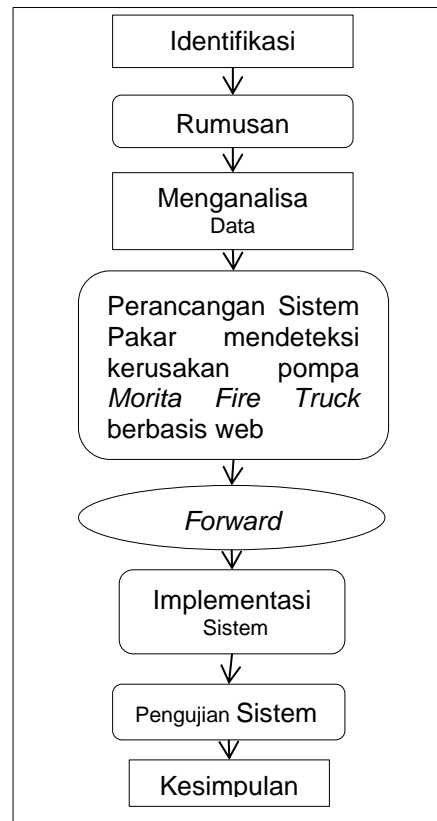 Identifikasi
Rumusan
Menganalisa
Data
Perancangan Sistem
Pakar mendeteksi
kerusakan pompa
Morita Fire Truck
berbasis web
Forward
Implementasi
Sistem
Pengujian Sistem
Kesimpulan